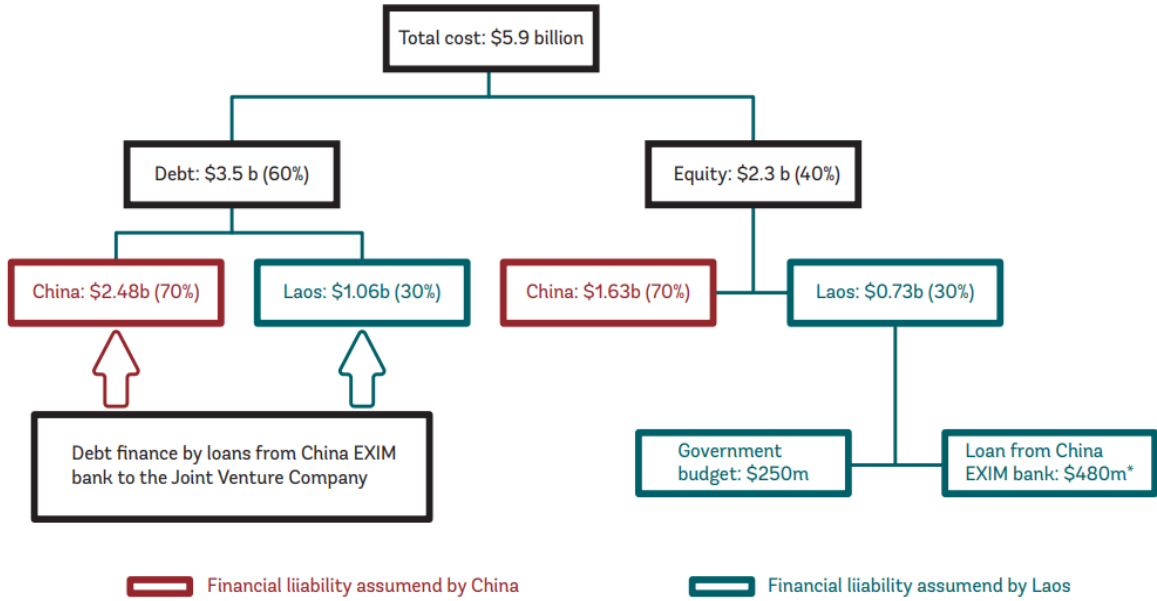 Total cost: $5.9 billion
Debt: $3.5 b (60%)
Equity: $2.3 b (40%)
China: $2.48b (70%)
Laos: $1.06b (30%)
China: $1.63b (70%)
Laos: $0.73b (30%)
Debt finance by loans from China EXIM
bank to the Joint Venture Company
Government
budget: $250m
Loan from China
EXIM bank: $480m*
Financial liiability assumend by China
Financial liiability assumend by Laos